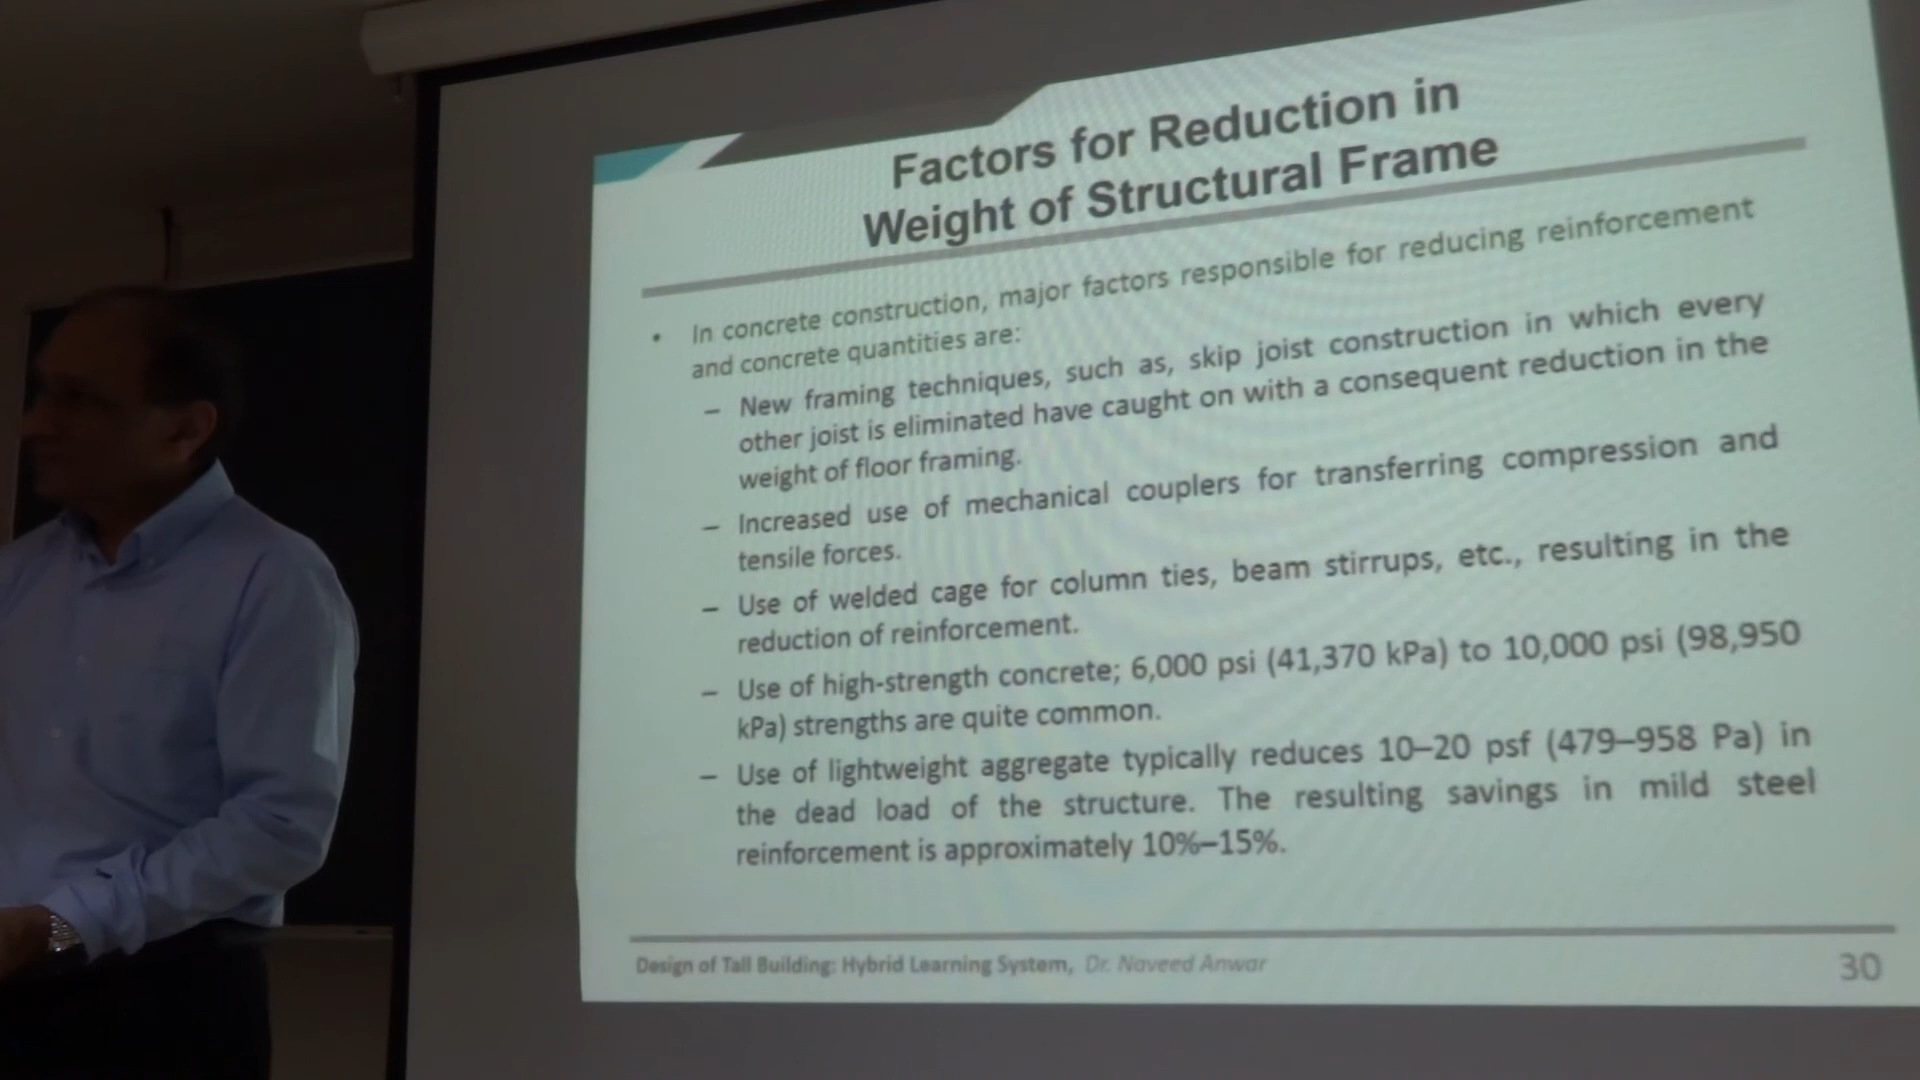 Factors for Reduction in
Weight of Structural Frame
• In concrete construction, major factors responsible for reducing reinforcement
and concrete quantities are:
– New framing techniques, such as, skip joist construction in which every
other joist is eliminated have caught on with a consequent reduction in the
weight of floor framing.
– Increased use of mechanical couplers for transferring compression and
tensile forces.
– Use of welded cage for column ties, beam stirrups, etc., resulting in the
reduction of reinforcement.
– Use of high-strength concrete; 6,000 psi (41,370 kPa) to 10,000 psi (98,950
kPa) strengths are quite common.
– Use of lightweight aggregate typically reduces 10–20 psf (479–958 Pa) in
the dead load of the structure. The resulting savings in mild steel
reinforcement is approximately 10%–15%.
Design of Tall Building: Hybrid Learning System, Dr. Naveed Anwar
30